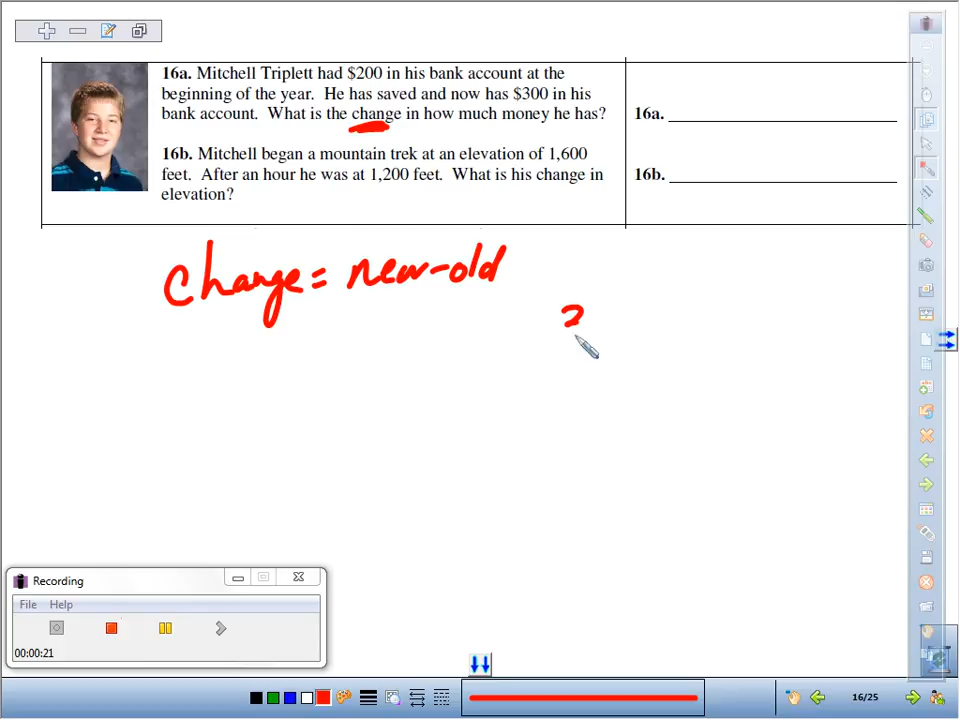 16a. Mitchell Triplett had $200 in his bank account at the
beginning of the year. He has saved and now has $300 in his
bank account. What is the change in how much money he has?
16a. ____________________
16b. Mitchell began a mountain trek at an elevation of 1,600
feet. After an hour he was at 1,200 feet. What is his change in
elevation?
16b. ____________________
change = new-old
Recording
File Help
00:00:21
16/25